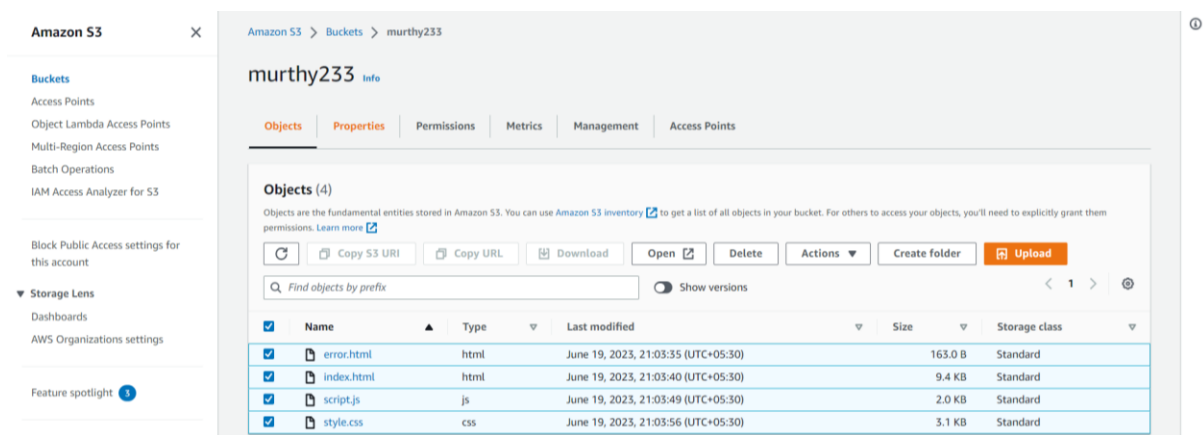 Amazon S3
Amazon S3 > Buckets > murthy233
murthy233 Info
Buckets
Access Points
Object Lambda Access Points
Multi-Region Access Points
Batch Operations
IAM Access Analyzer for S3
Block Public Access settings for
this account
Storage Lens
Dashboards
AWS Organizations settings
Feature spotlight 3
Objects Properties Permissions Metrics Management Access Points
Objects (4)
Objects are the fundamental entities stored in Amazon S3. You can use Amazon S3 inventory to get a list of all objects in your bucket. For others to access your objects, you'll need to explicitly grant them
permissions. Learn more
Copy S3 URI Copy URL Download Open Delete Actions Create folder Upload
Find objects by prefix Show versions < 1 >
Name Type Last modified Size Storage class
error.html html June 19, 2023, 21:03:35 (UTC+05:30) 163.0 B Standard
index.html html June 19, 2023, 21:03:40 (UTC+05:30) 9.4 KB Standard
script.js js June 19, 2023, 21:03:49 (UTC+05:30) 2.0 KB Standard
style.css css June 19, 2023, 21:03:56 (UTC+05:30) 3.1 KB Standard